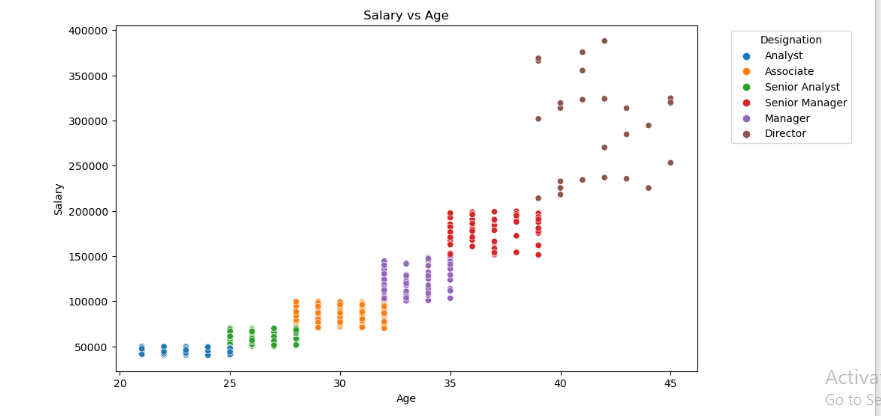 Salary vs Age
400000
350000
300000
250000
200000
150000
100000
50000
Salary
20
25
30
35
40
45
Age
Designation
Analyst
Associate
Senior Analyst
Senior Manager
Manager
Director
Activa
Go to Se